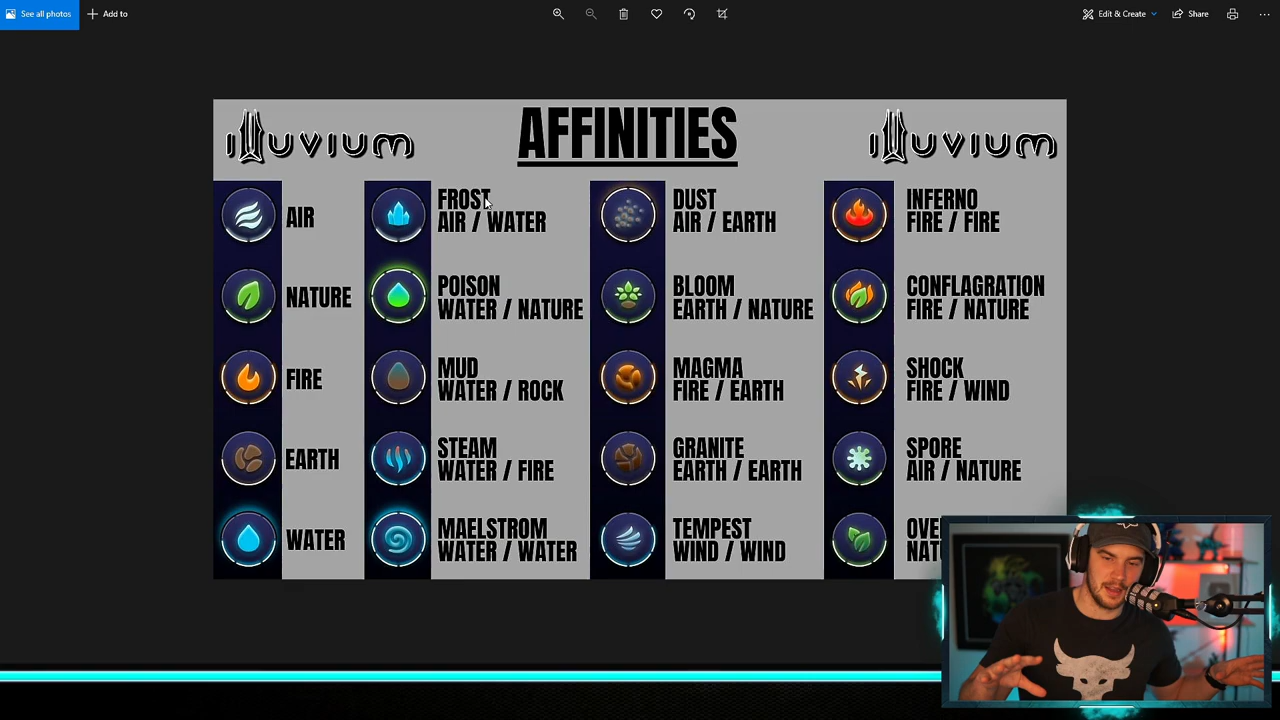 See all photos
Add to
Edit & Create
Share
illuvium
AFFINITIES
illuvium
AIR
FROST
AIR / WATER
DUST
AIR / EARTH
INFERNO
FIRE / FIRE
NATURE
POISON
WATER / NATURE
BLOOM
EARTH / NATURE
CONFLAGRATION
FIRE / NATURE
FIRE
MUD
WATER / ROCK
MAGMA
FIRE / EARTH
SHOCK
FIRE / WIND
EARTH
STEAM
WATER / FIRE
GRANITE
EARTH / EARTH
SPORE
AIR / NATURE
WATER
MAELSTROM
WATER / WATER
TEMPEST
WIND / WIND